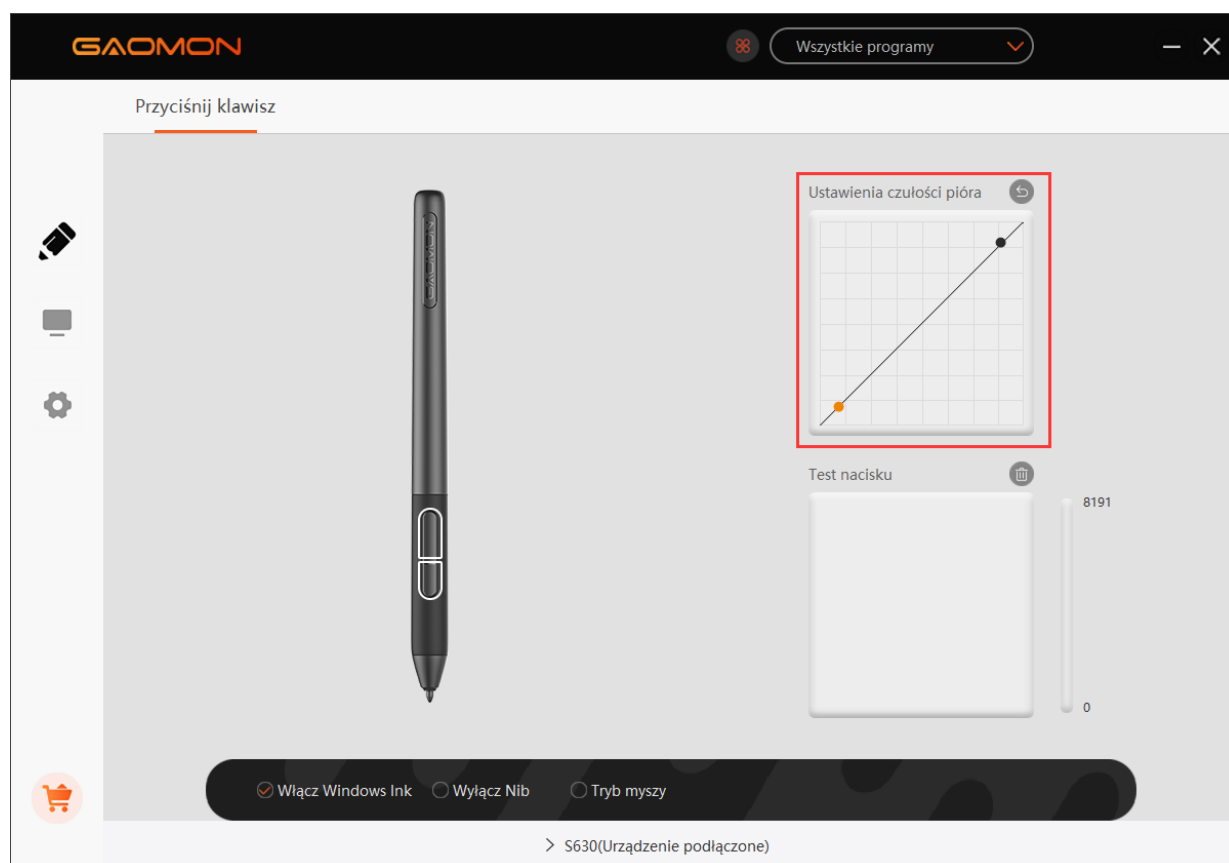 GAOMON
Wszystkie programy
Przyciśnij klawisz
GAOMON
Ustawienia czułości pióra
Test nacisku
8191
0
Włącz Windows Ink
Wyłącz Nib
Tryb myszy
S630(Urządzenie podłączone)